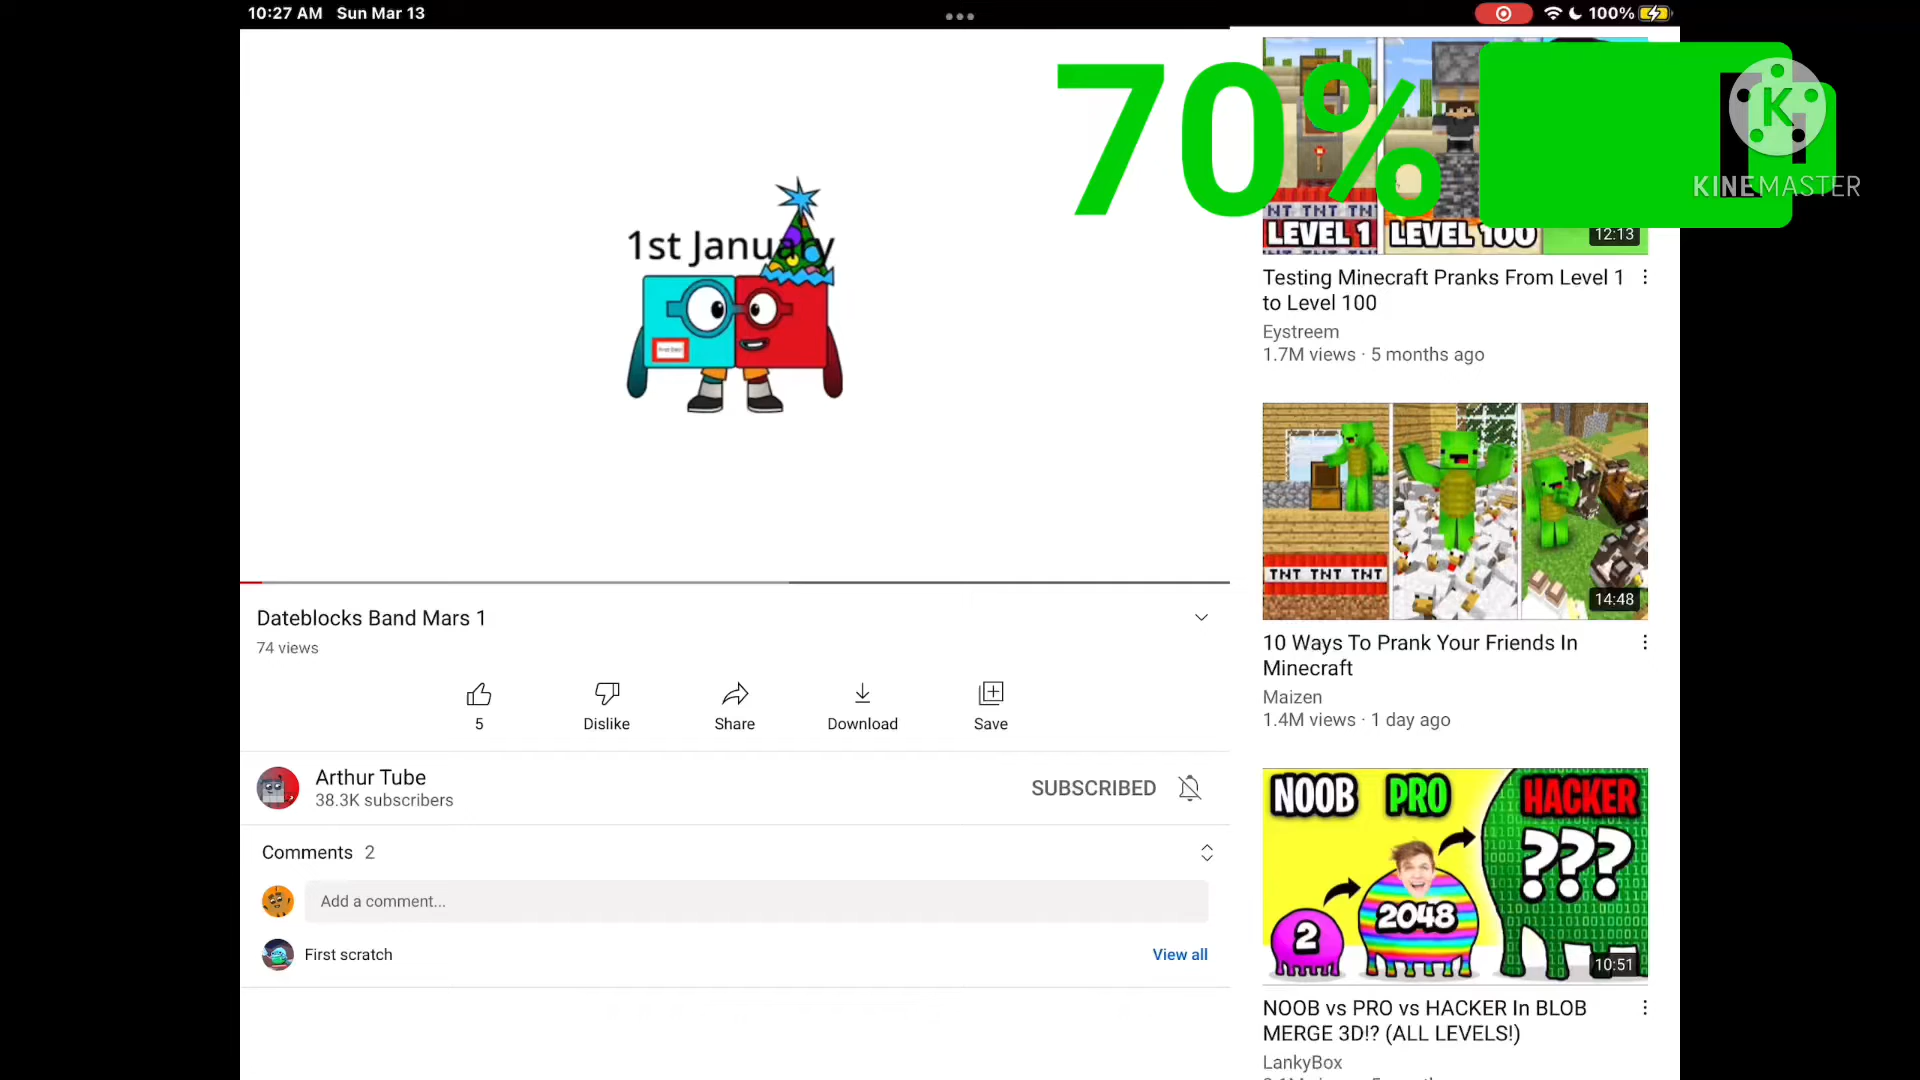 10:27 AM Sun Mar 13
100%
70%
K
KINEMASTER
1st January
TNT TNT TNT
LEVEL 1
LEVEL 100
12:13
Testing Minecraft Pranks From Level 1
to Level 100
Eystreem
1.7M views · 5 months ago
TNT TNT TNT
14:48
10 Ways To Prank Your Friends In
Minecraft
Maizen
1.4M views · 1 day ago
Dateblocks Band Mars 1
74 views
5
Dislike
Share
Download
Save
Arthur Tube
38.3K subscribers
SUBSCRIBED
Comments 2
Add a comment...
First scratch
View all
NOOB PRO HACKER
???
2048
2
10:51
NOOB vs PRO vs HACKER In BLOB
MERGE 3D!? (ALL LEVELS!)
LankyBox